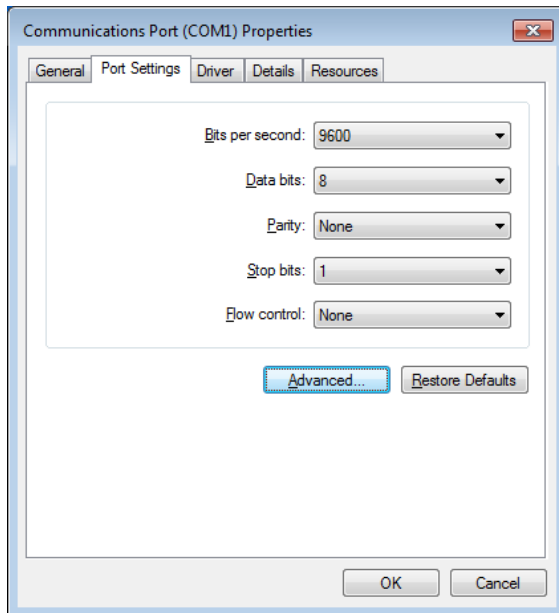 Communications Port (COM1) Properties
General Port Settings Driver Details Resources
Bits per second: 9600
Data bits: 8
Parity: None
Stop bits: 1
Flow control: None
Advanced... Restore Defaults
OK Cancel